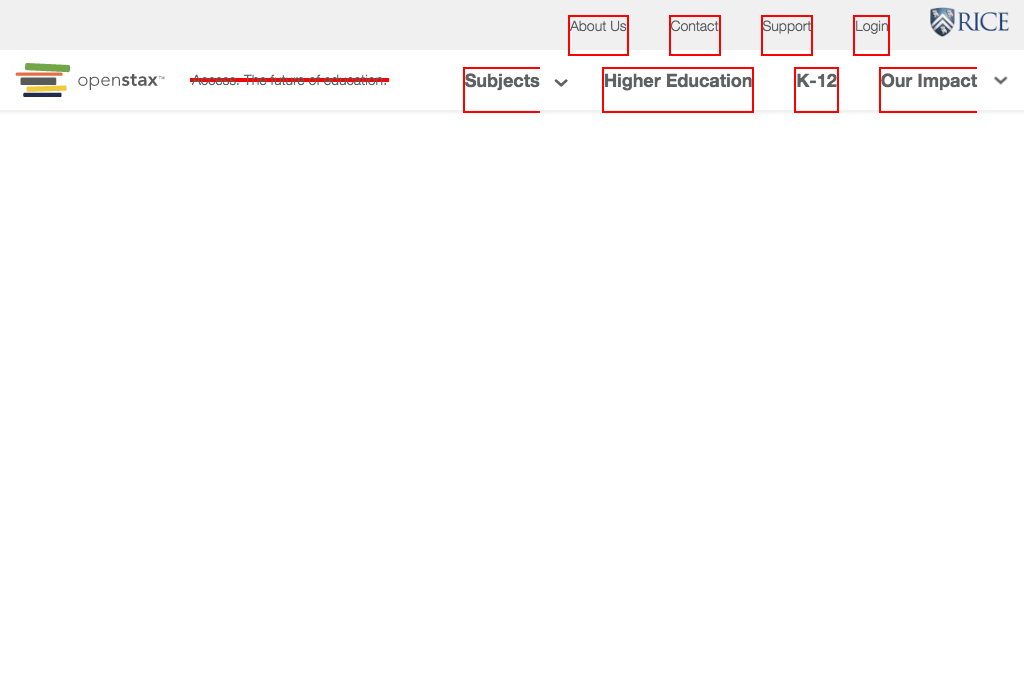 About Us Contact Support Login RICE
openstax™ Access. The future of education. Subjects Higher Education K-12 Our Impact